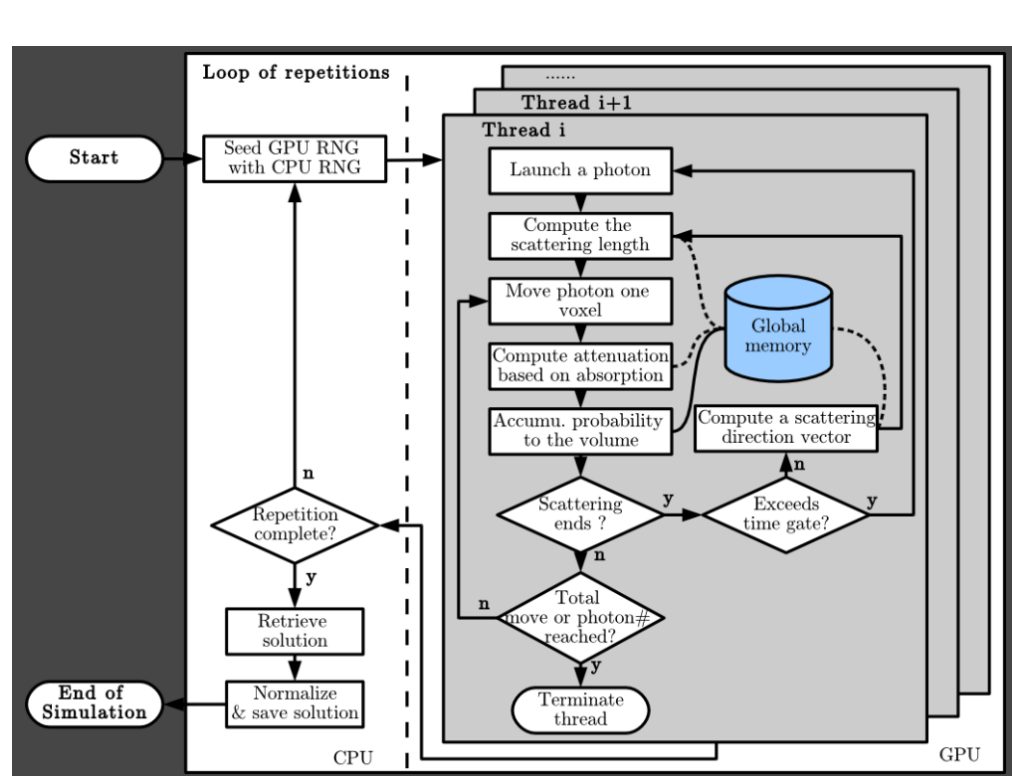 Loop of repetitions
......
Thread i+1
Thread i
Start
Seed GPU RNG
with CPU RNG
Launch a photon
Compute the
scattering length
Move photon one
voxel
Global
memory
Compute attenuation
based on absorption
Accumu. probability
to the volume
Compute a scattering
direction vector
n
n
Scattering
ends ?
y
Exceeds
time gate?
y
Repetition
complete?
n
y
Total
move or photon#
reached?
n
y
Retrieve
solution
Terminate
thread
End of
Simulation
Normalize
& save solution
CPU
GPU